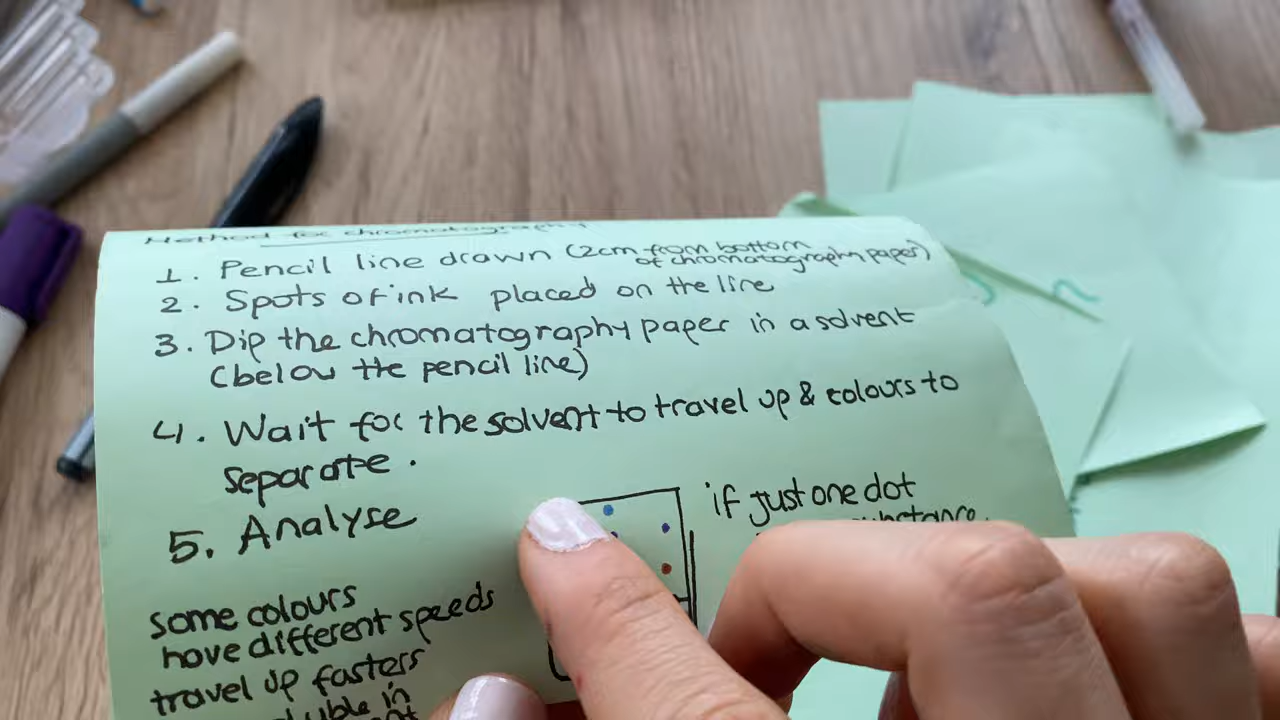 Method for chromatography
1. Pencil line drawn (2cm from bottom
of chromatography paper)
2. Spots of ink placed on the line
3. Dip the chromatography paper in a solvent
(below the pencil line)
4. Wait for the solvent to travel up & colours to
separate.
5. Analyse
if just one dot
substance.
some colours
have different speeds
travel up fasters
in